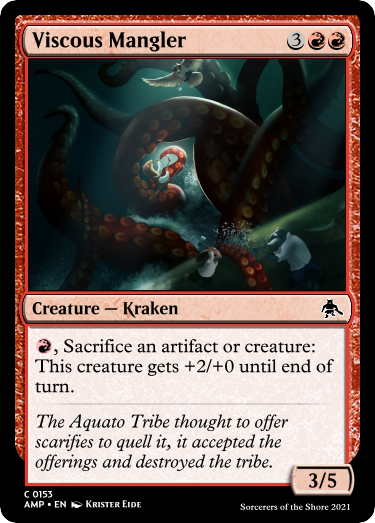 Viscous Mangler 3
Creature — Kraken
, Sacrifice an artifact or creature:
This creature gets +2/+0 until end of
turn.
The Aquato Tribe thought to offer
scarifies to quell it, it accepted the
offerings and destroyed the tribe.
3/5
C 0153
AMP • EN Krister Eide
Sorcerers of the Shore 2021